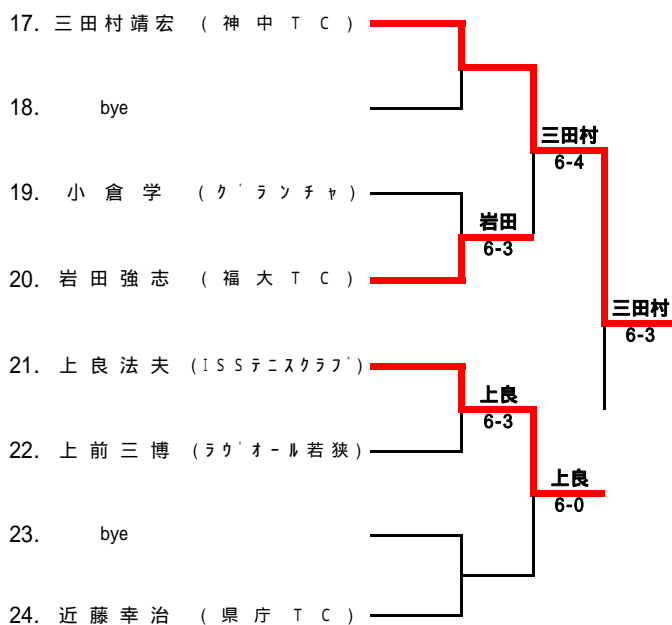 17. 三田村靖宏 (神中TC)
18. bye
三田村
6-4
19. 小倉学 (グランチャ)
岩田
6-3
20. 岩田強志 (福大TC)
三田村
6-3
21. 上良法夫 (ISSテニスクラブ)
上良
6-3
22. 上前三博 (ラヴオール若狭)
上良
6-0
23. bye
24. 近藤幸治 (県庁TC)